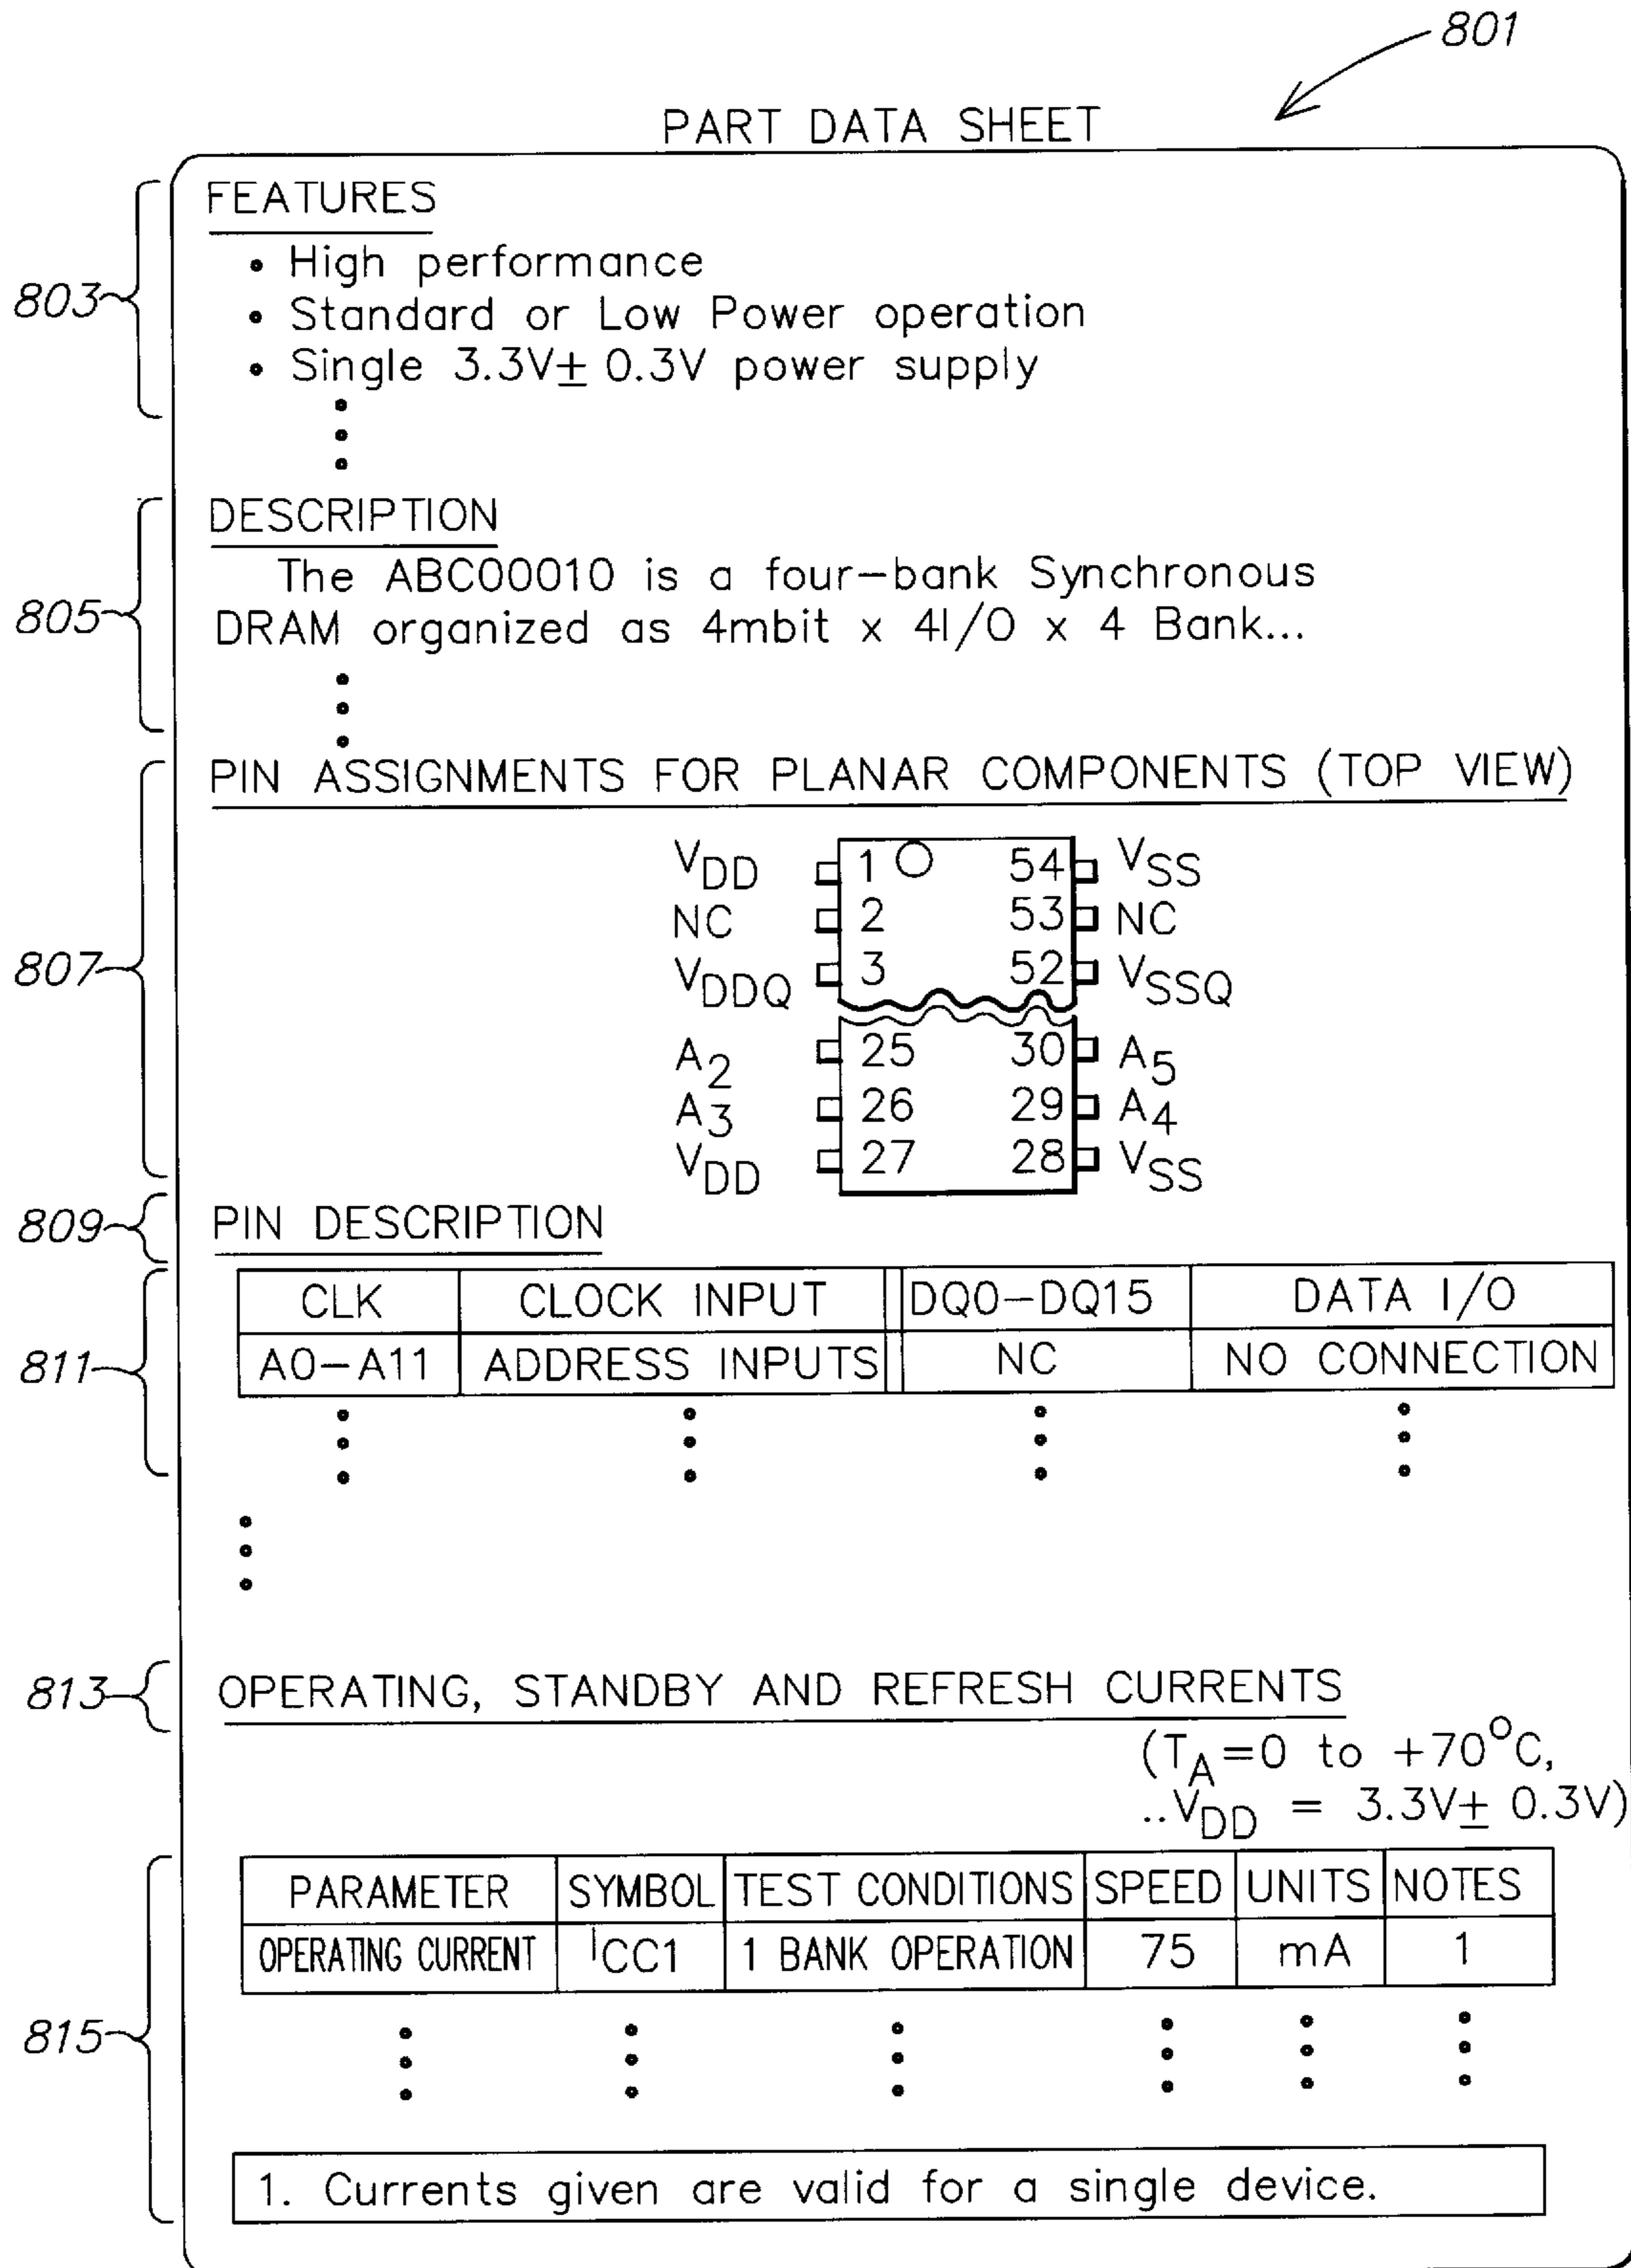 801
PART DATA SHEET
803
FEATURES
• High performance
• Standard or Low Power operation
• Single 3.3V± 0.3V power supply
805
DESCRIPTION
The ABC00010 is a four-bank Synchronous
DRAM organized as 4mbit x 4I/O x 4 Bank...
807
PIN ASSIGNMENTS FOR PLANAR COMPONENTS (TOP VIEW)
VDD 1 54 VSS
NC 2 53 NC
VDDQ 3 52 VSSQ
A2 25 30 A5
A3 26 29 A4
VDD 27 28 VSS
809
PIN DESCRIPTION
811
CLK CLOCK INPUT DQ0-DQ15 DATA I/O
A0-A11 ADDRESS INPUTS NC NO CONNECTION
813
OPERATING, STANDBY AND REFRESH CURRENTS
(TA=0 to +70°C,
..VDD = 3.3V± 0.3V)
815
PARAMETER SYMBOL TEST CONDITIONS SPEED UNITS NOTES
OPERATING CURRENT ICC1 1 BANK OPERATION 75 mA 1
1. Currents given are valid for a single device.